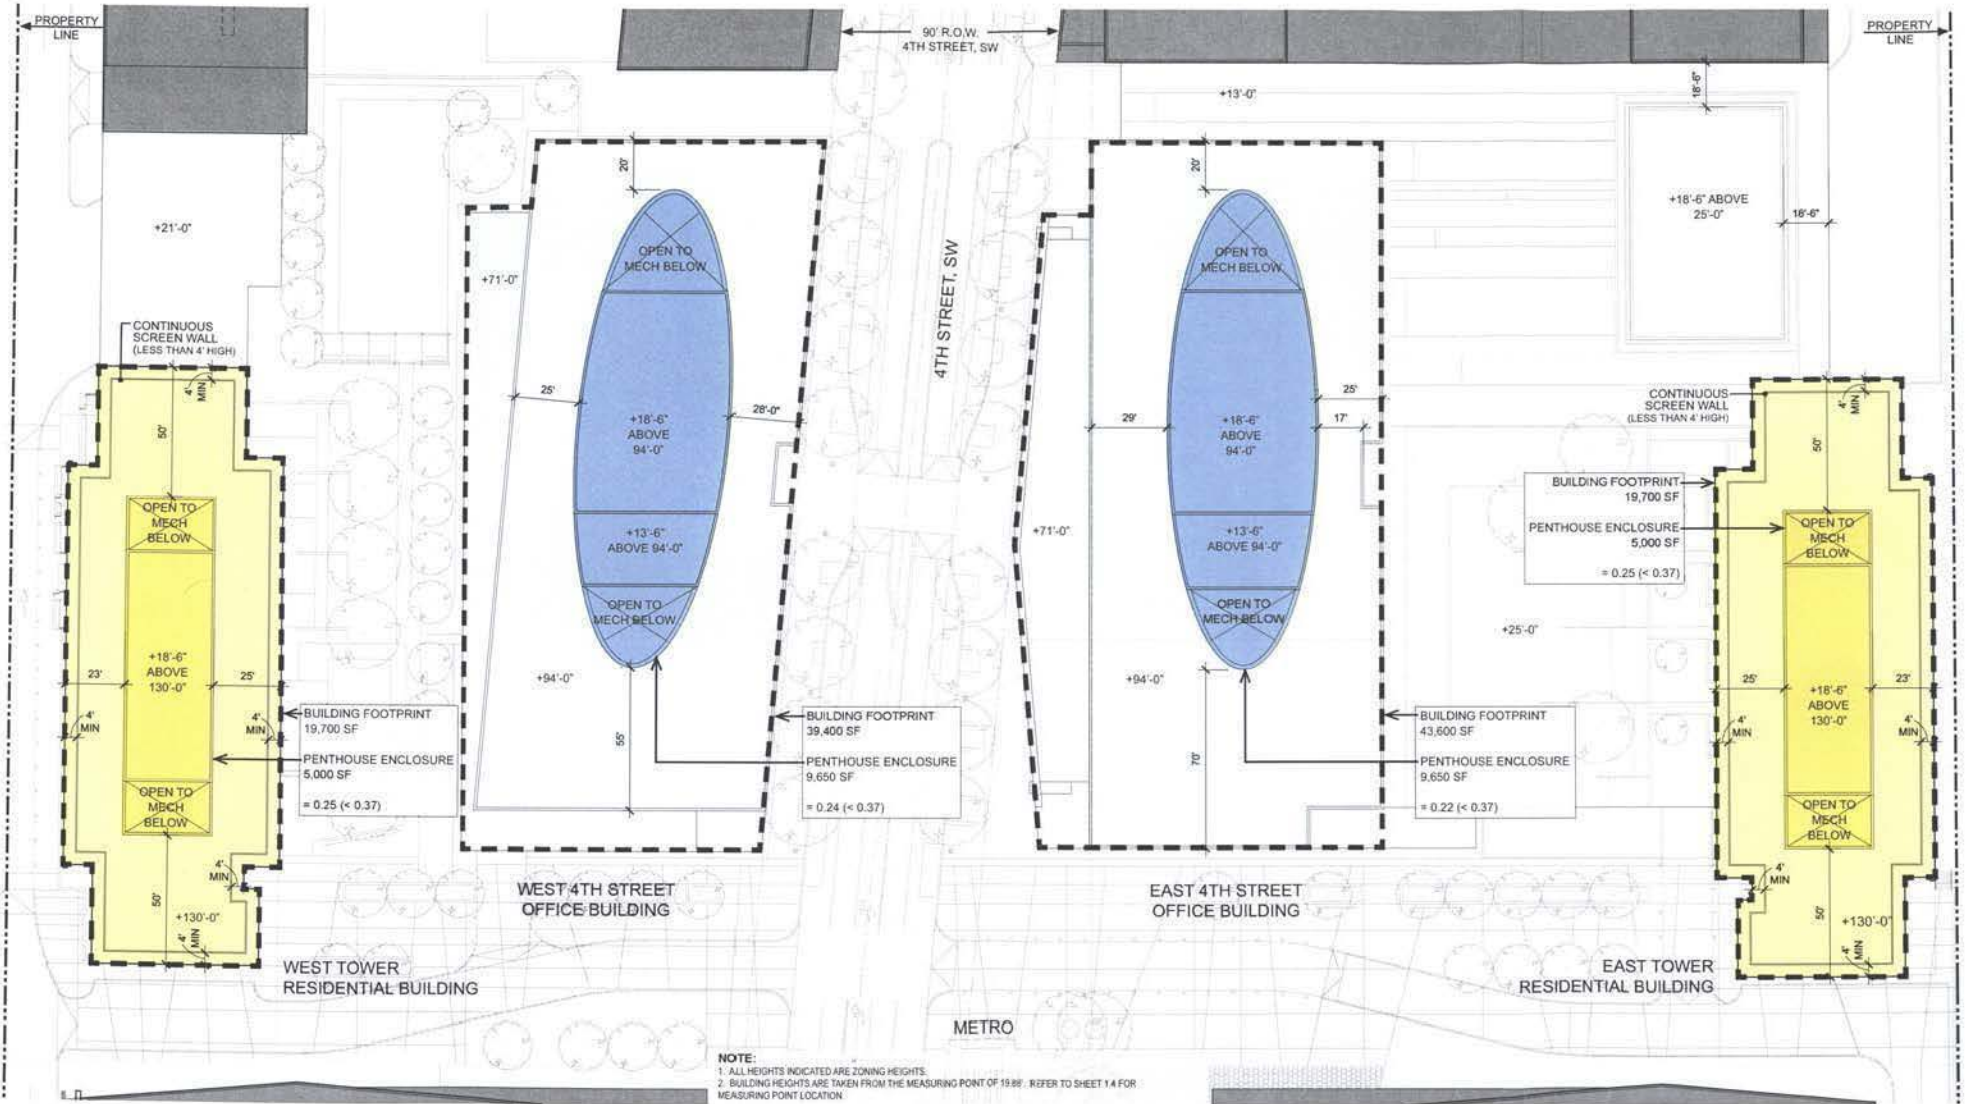 PROPERTY
LINE
90' R.O.W.
4TH STREET, SW
PROPERTY
LINE
+13'-0"
18'-6"
20'
20'
+21'-0"
+71'-0"
OPEN TO
MECH BELOW
4TH STREET, SW
OPEN TO
MECH BELOW
+18'-6" ABOVE
25'-0"
18'-6"
CONTINUOUS
SCREEN WALL
(LESS THAN 4' HIGH)
4'
MIN
50'
25'
+18'-6"
ABOVE
94'-0"
28'-0"
29'
+18'-6"
ABOVE
94'-0"
25'
17'
CONTINUOUS
SCREEN WALL
(LESS THAN 4' HIGH)
4'
MIN
50'
OPEN TO
MECH
BELOW
+13'-6"
ABOVE 94'-0"
+71'-0"
+13'-6"
ABOVE 94'-0"
BUILDING FOOTPRINT
19,700 SF
PENTHOUSE ENCLOSURE
5,000 SF
= 0.25 (< 0.37)
OPEN TO
MECH
BELOW
OPEN TO
MECH BELOW
OPEN TO
MECH BELOW
+25'-0"
23'
+18'-6"
ABOVE
130'-0"
25'
+94'-0"
+94'-0"
25'
+18'-6"
ABOVE
130'-0"
23'
4'
MIN
4'
MIN
BUILDING FOOTPRINT
19,700 SF
PENTHOUSE ENCLOSURE
5,000 SF
= 0.25 (< 0.37)
55'
BUILDING FOOTPRINT
39,400 SF
PENTHOUSE ENCLOSURE
9,650 SF
= 0.24 (< 0.37)
70'
BUILDING FOOTPRINT
43,600 SF
PENTHOUSE ENCLOSURE
9,650 SF
= 0.22 (< 0.37)
4'
MIN
4'
MIN
OPEN TO
MECH
BELOW
OPEN TO
MECH
BELOW
4'
MIN
50'
+130'-0"
4'
MIN
WEST 4TH STREET
OFFICE BUILDING
EAST 4TH STREET
OFFICE BUILDING
4'
MIN
50'
+130'-0"
4'
MIN
WEST TOWER
RESIDENTIAL BUILDING
EAST TOWER
RESIDENTIAL BUILDING
METRO
NOTE:
1. ALL HEIGHTS INDICATED ARE ZONING HEIGHTS.
2. BUILDING HEIGHTS ARE TAKEN FROM THE MEASURING POINT OF 19.88'. REFER TO SHEET 1.4 FOR
MEASURING POINT LOCATION